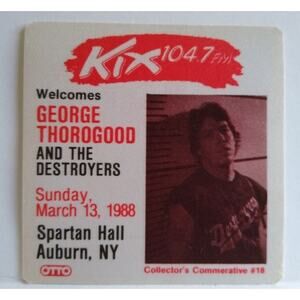 KiX 104.7 FM
Welcomes
GEORGE
THOROGOOD
AND THE
DESTROYERS
Sunday,
March 13, 1988
Spartan Hall
Auburn, NY
OTTO
Collector's Commerative #18